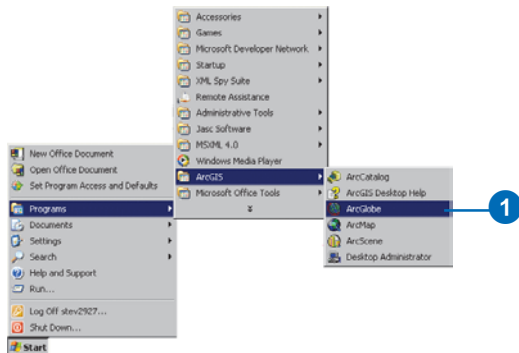 Accessories
Games
Microsoft Developer Network
Startup
XML Spy Suite
Remote Assistance
Administrative Tools
Jasc Software
MSXML 4.0
Windows Media Player
ArcGIS
Microsoft Office Tools
New Office Document
Open Office Document
Set Program Access and Defaults
Programs
Documents
Settings
Search
Help and Support
Run...
Log Off stev2927...
Shut Down...
Start
ArcCatalog
ArcGIS Desktop Help
ArcGlobe
ArcMap
ArcScene
Desktop Administrator
1